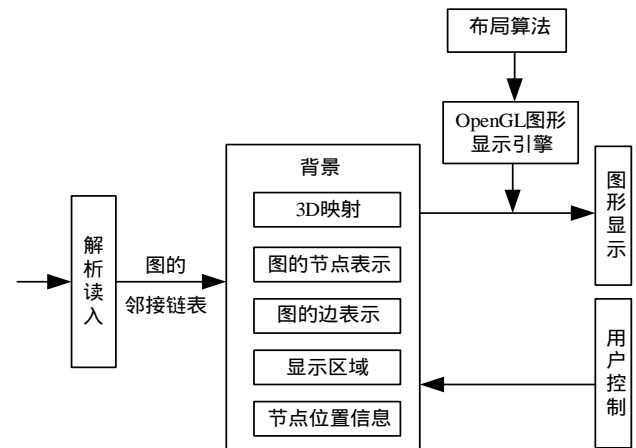 布局算法
OpenGL图形
显示引擎
背景
3D映射
图的节点表示
图的边表示
显示区域
节点位置信息
解析读入
图的
邻接链表
图形显示
用户控制